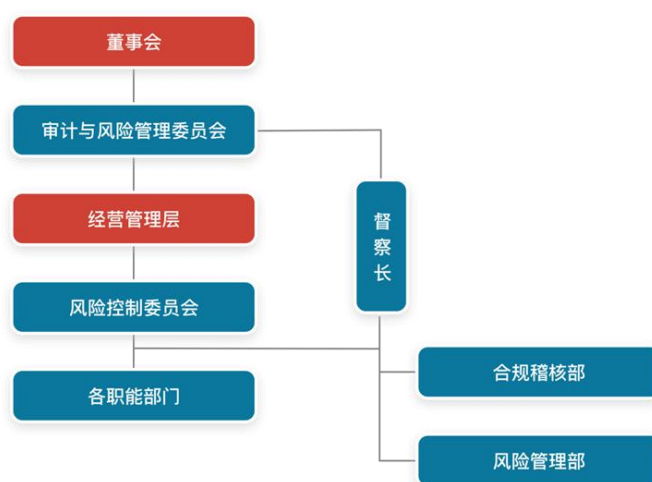 董事会
审计与风险管理委员会
经营管理层
督察长
风险控制委员会
合规稽核部
各职能部门
风险管理部